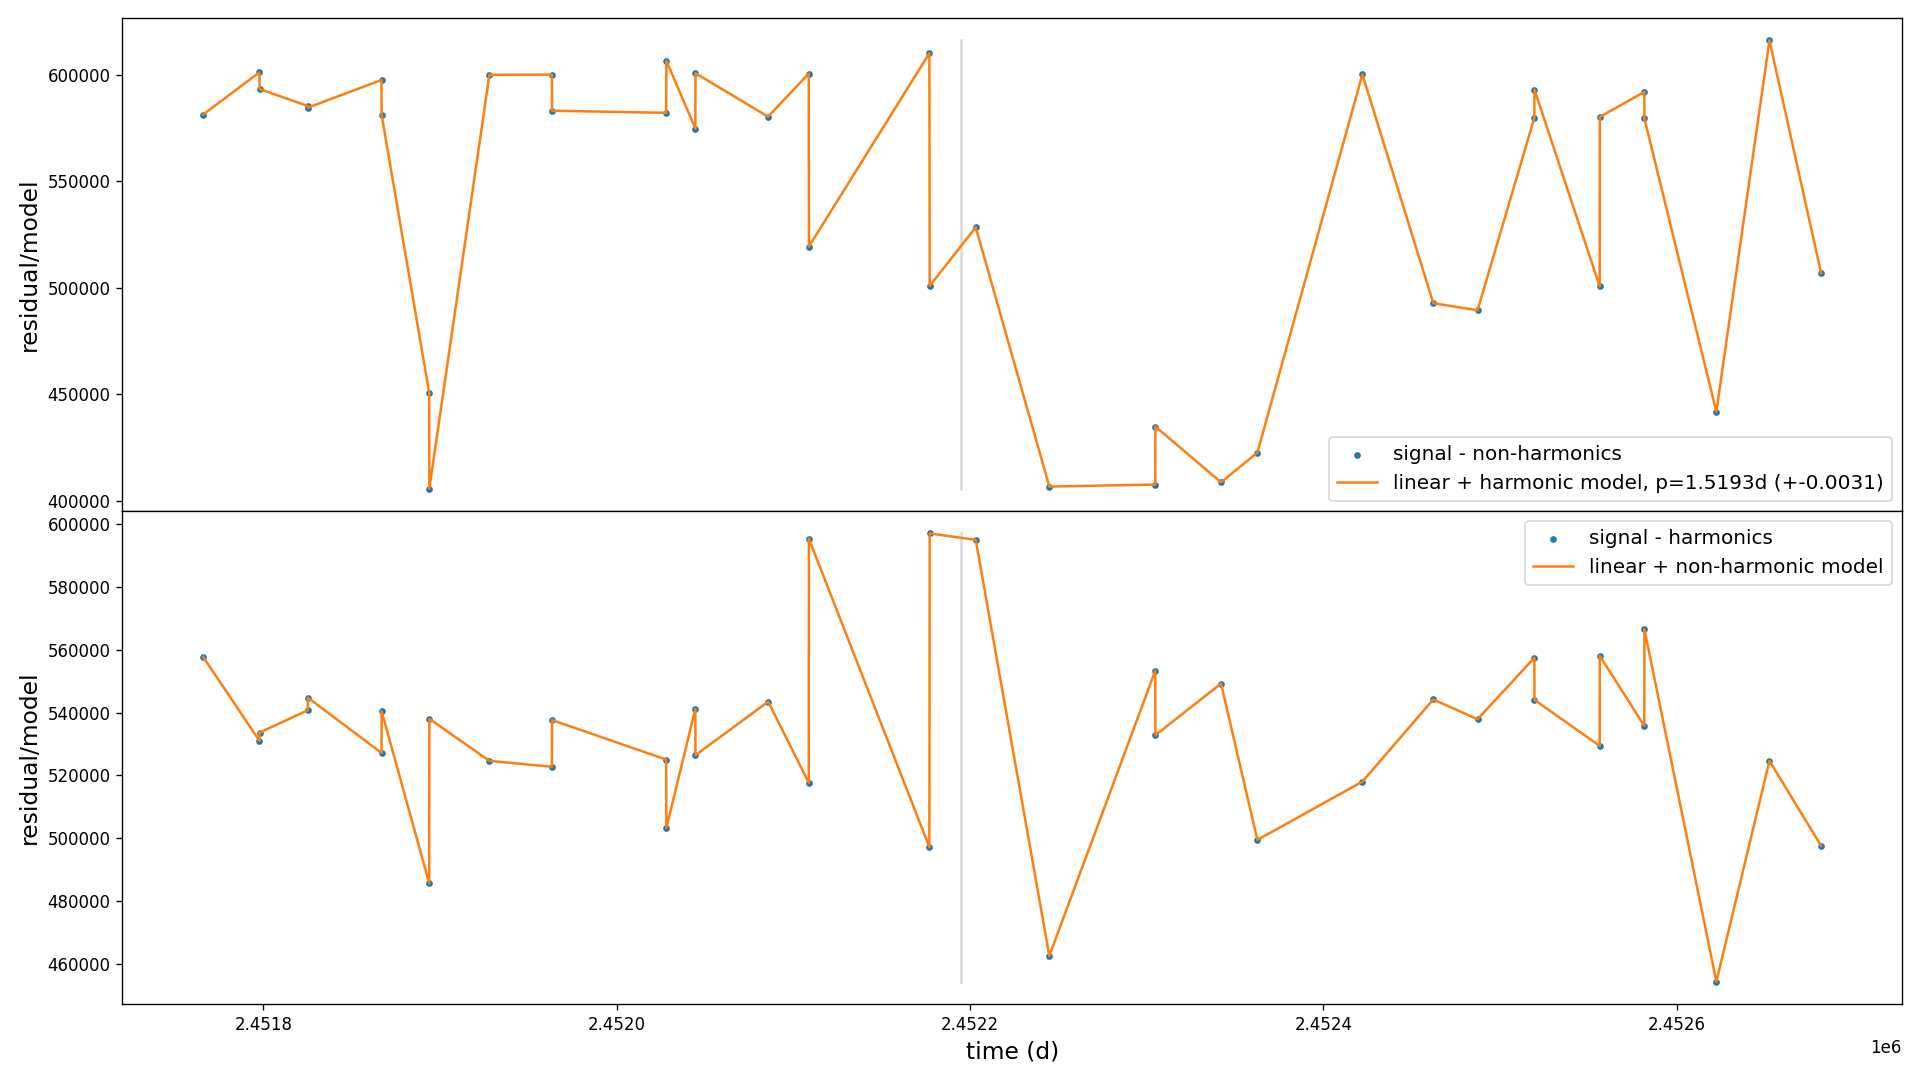 600000
550000
500000
450000
400000
residual/model
signal - non-harmonics
linear + harmonic model, p=1.5193d (+-0.0031)
600000
580000
560000
540000
520000
500000
480000
460000
residual/model
signal - harmonics
linear + non-harmonic model
2.4518
2.4520
2.4522
2.4524
2.4526
time (d)
1e6